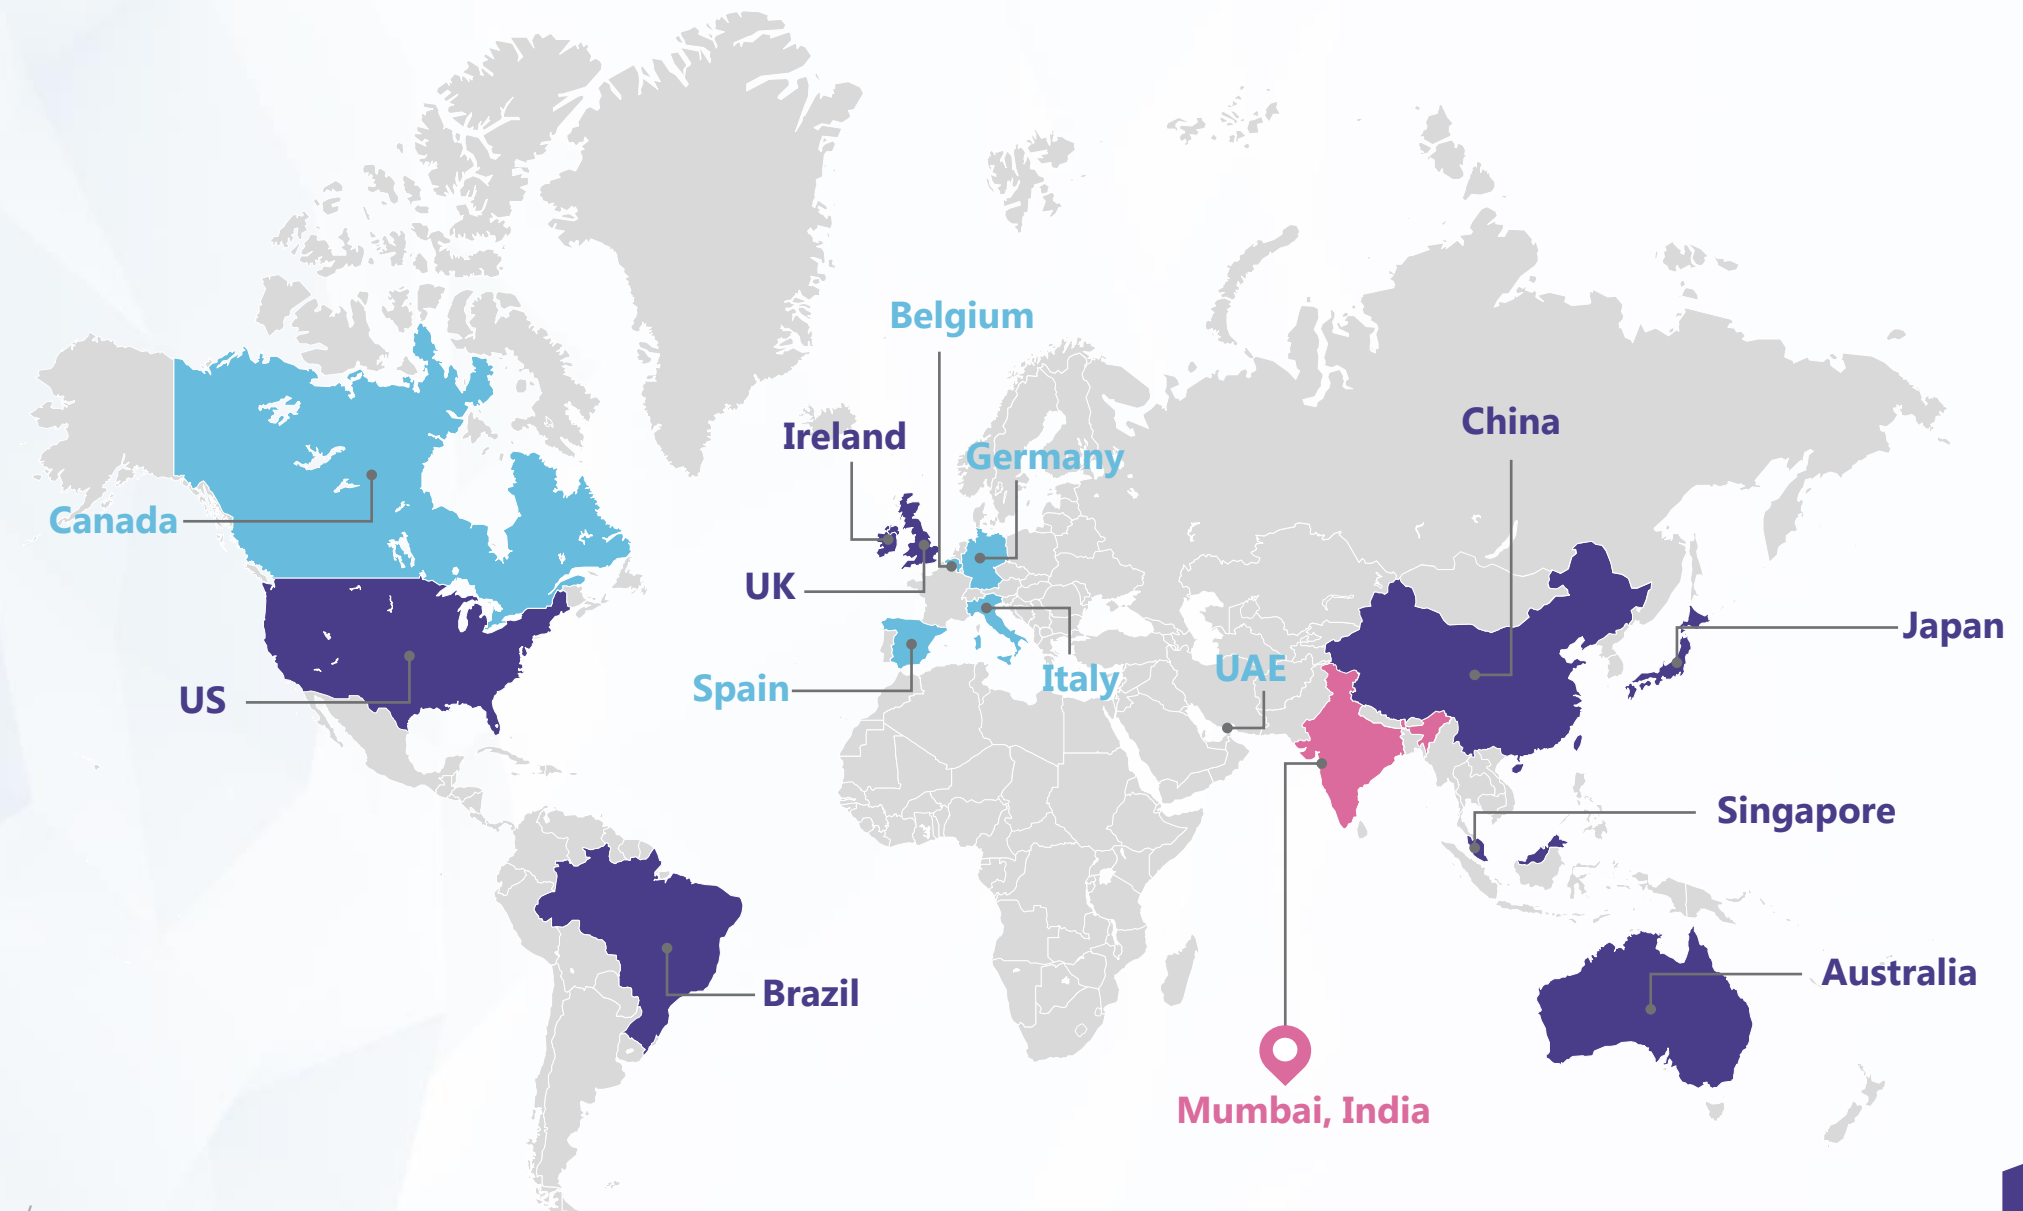 Belgium
Ireland
China
Germany
Canada
UK
Japan
UAE
Italy
Spain
US
Singapore
Australia
Brazil
Mumbai, India